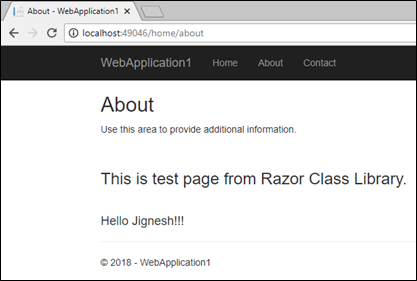 About - WebApplication1
localhost:49046/home/about
WebApplication1 Home About Contact
About
Use this area to provide additional information.
This is test page from Razor Class Library.
Hello Jignesh!!!
© 2018 - WebApplication1